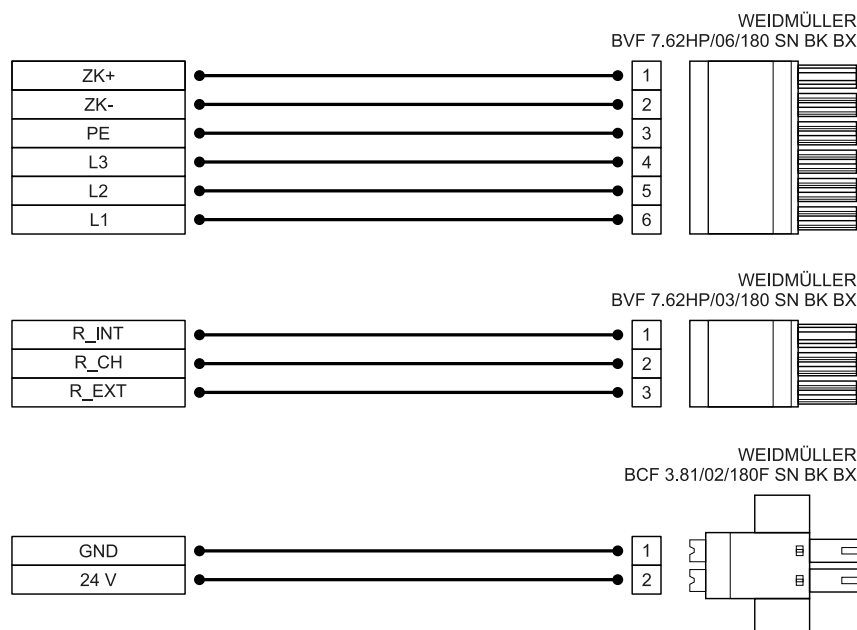 WEIDMÜLLER
BVF 7.62HP/06/180 SN BK BX
ZK+ 1
ZK- 2
PE 3
L3 4
L2 5
L1 6
WEIDMÜLLER
BVF 7.62HP/03/180 SN BK BX
R_INT 1
R_CH 2
R_EXT 3
WEIDMÜLLER
BCF 3.81/02/180F SN BK BX
GND 1
24 V 2